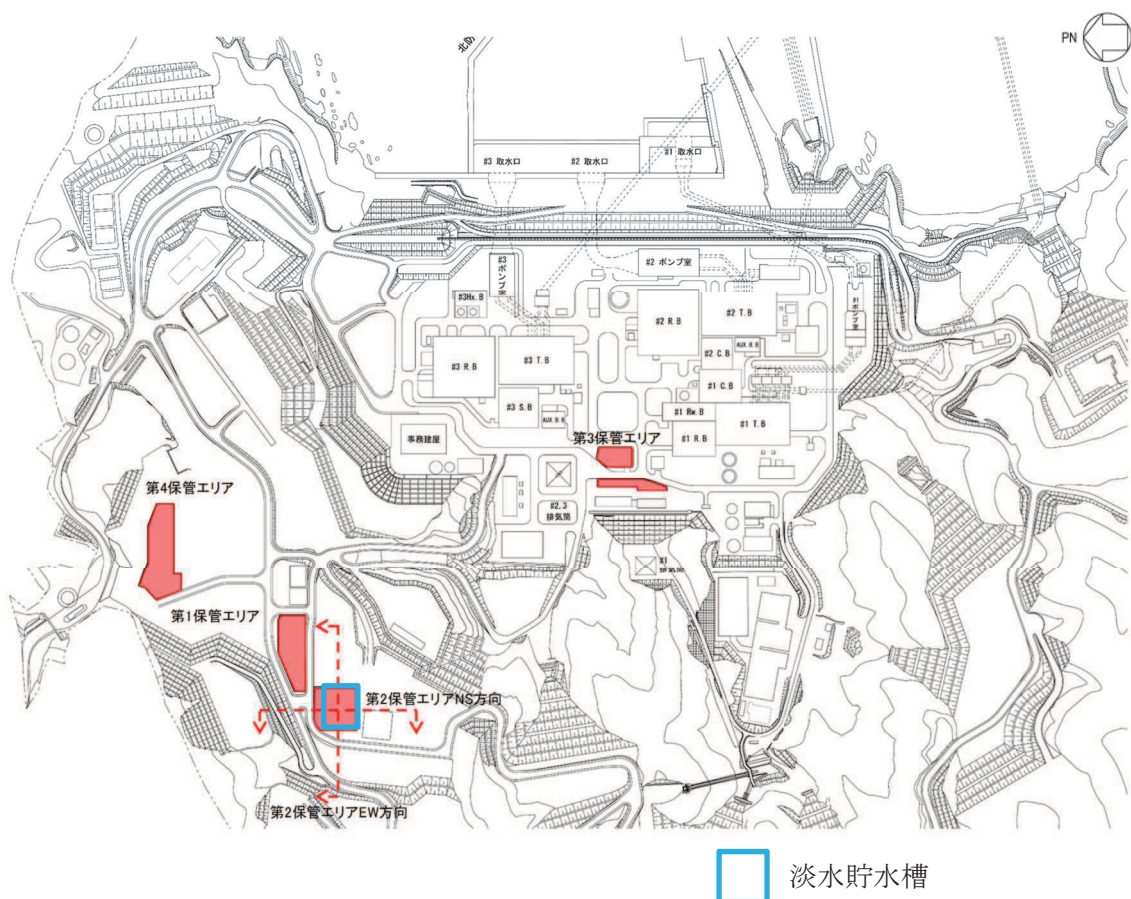 PN
北防
#3 取水口
#2 取水口
#1 取水口
#3 ポンプ室
#2 ポンプ室
#1 ポンプ室
#3Hx.B
#2 R.B
#2 T.B
#3 R.B
#3 T.B
#2 C.B
AUX.B.B
#1 C.B
#3 S.B
AUX.B.B
#1 Rw.B
#1 T.B
#1 R.B
事務建屋
第3保管エリア
第4保管エリア
#2,3
排気筒
#1
第1保管エリア
第2保管エリアNS方向
第2保管エリアEW方向
淡水貯水槽